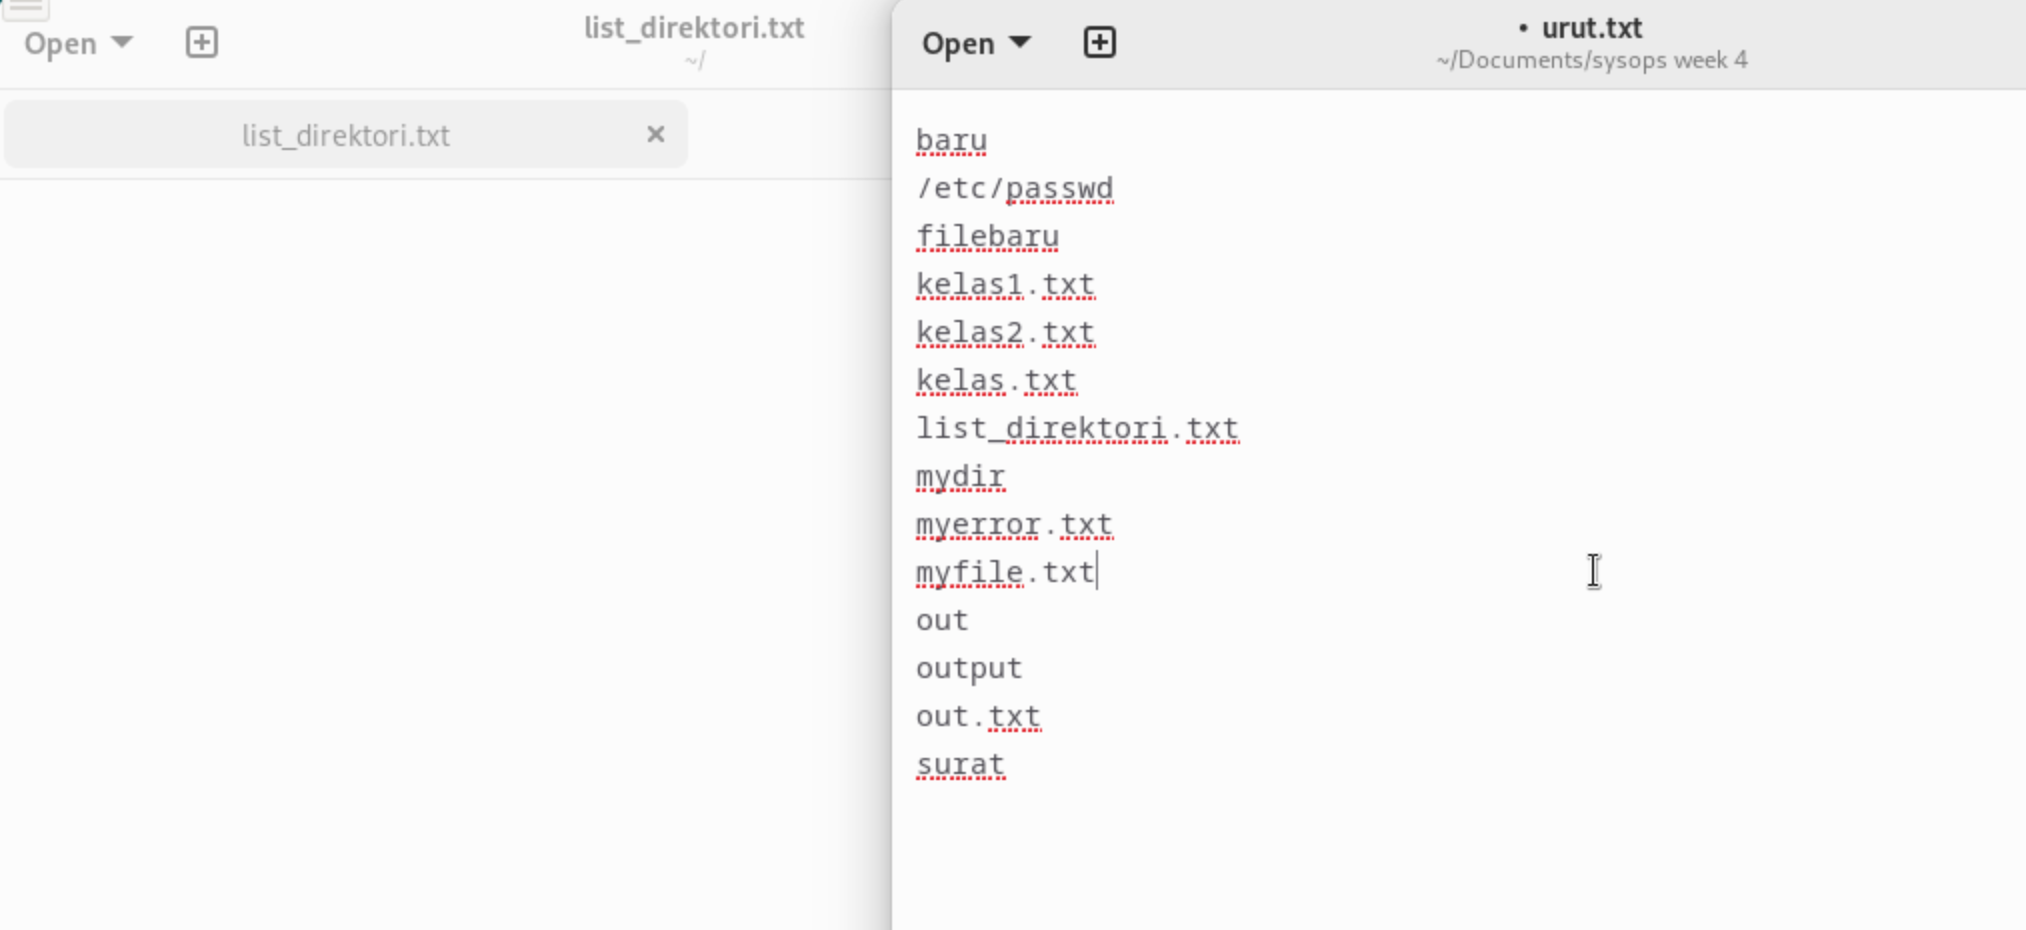 Open
list_direktori.txt
~/
list_direktori.txt
Open
• urut.txt
~/Documents/sysops week 4
baru
/etc/passwd
filebaru
kelas1.txt
kelas2.txt
kelas.txt
list_direktori.txt
mydir
myerror.txt
myfile.txt
out
output
out.txt
surat